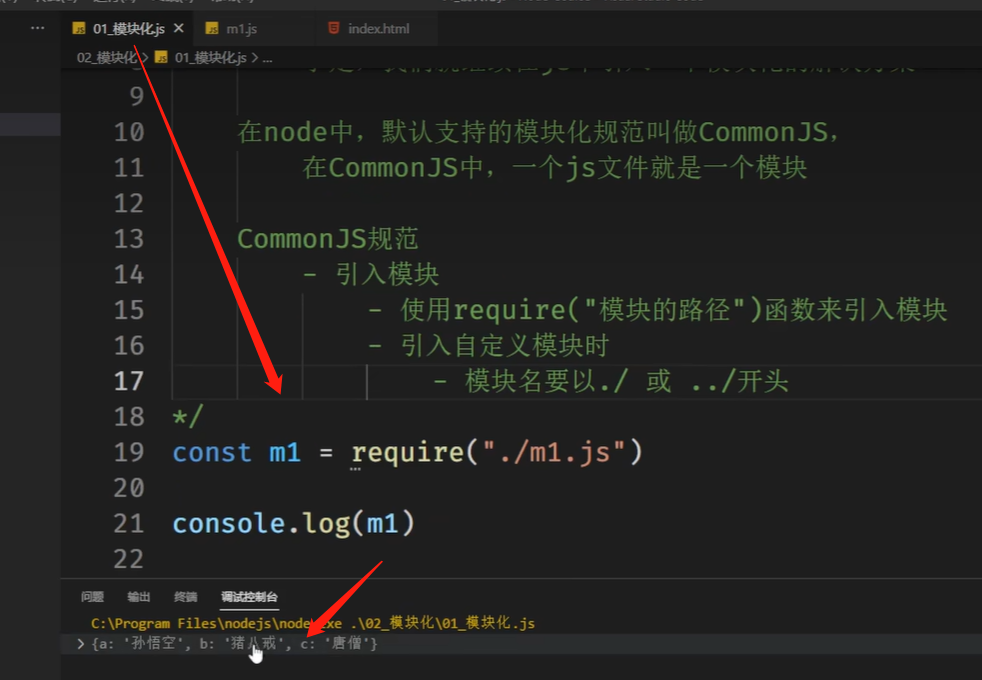 01_模块化.js
m1.js
index.html
02_模块化 > 01_模块化.js > ...
9
10 在node中，默认支持的模块化规范叫做CommonJS，
11 在CommonJS中，一个js文件就是一个模块
12
13 CommonJS规范
14 - 引入模块
15 - 使用require("模块的路径")函数来引入模块
16 - 引入自定义模块时
17 - 模块名要以./ 或 ../开头
18 */
19 const m1 = require("./m1.js")
20
21 console.log(m1)
22
问题 输出 终端 调试控制台
C:\Program Files\nodejs\node.exe .\02_模块化\01_模块化.js
> {a: '孙悟空', b: '猪八戒', c: '唐僧'}